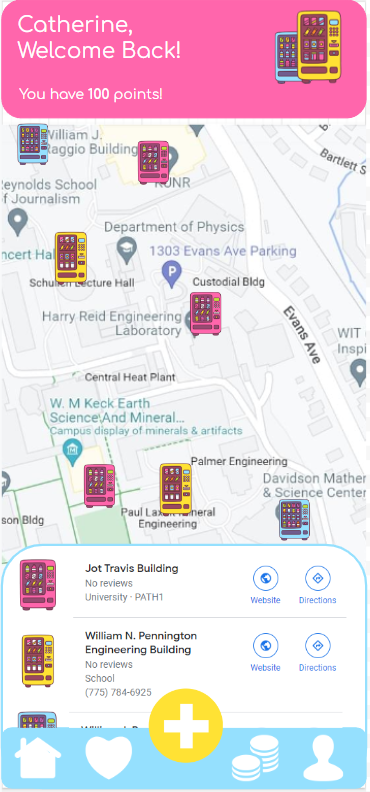 Catherine,
Welcome Back!
You have 100 points!
William J.
Raggio Building
KUNR
Bartlett S
Reynolds School
of Journalism
Department of Physics
ncert Hal
1303 Evans Ave Parking
Schulich Lecture Hall
Custodial Bldg
Harry Reid Engineering
Laboratory
Evans Ave
WIT
Inspi
Central Heat Plant
W. M Keck Earth
Science And Mineral...
Campus display of minerals & artifacts
Palmer Engineering
Davidson Mather
& Science Center
son Bldg
Paul Laxalt Mineral
Engineering
Jot Travis Building
No reviews
University · PATH1
Website
Directions
William N. Pennington
Engineering Building
No reviews
School
(775) 784-6925
Website
Directions